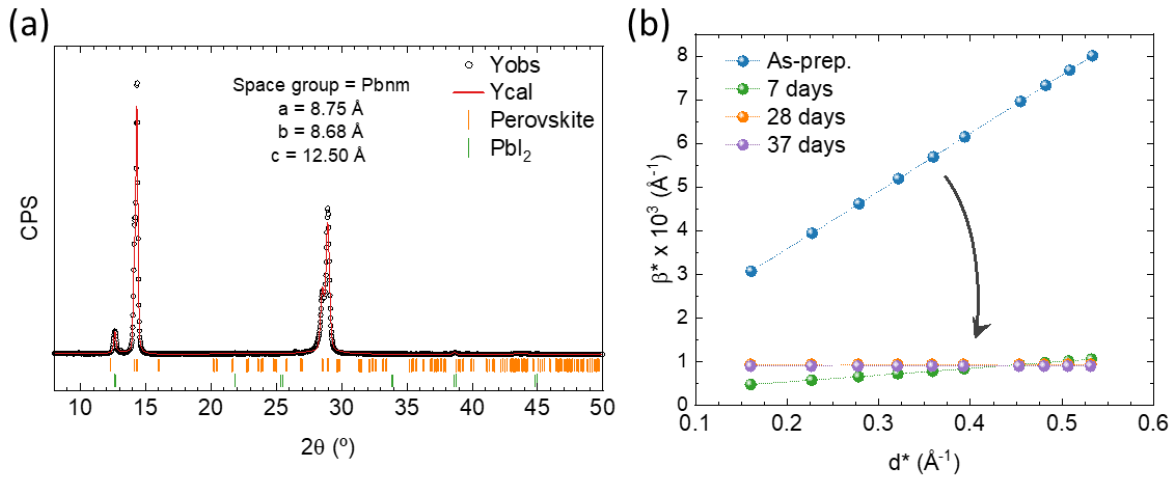 (a)
Space group = Pbnm
a = 8.75 Å
b = 8.68 Å
c = 12.50 Å
Yobs
Ycal
Perovskite
PbI₂
CPS
10 15 20 25 30 35 40 45 50
2θ (º)
(b)
As-prep.
7 days
28 days
37 days
8
7
6
5
4
3
2
1
0
β* x 10³ (Å⁻¹)
0.1 0.2 0.3 0.4 0.5 0.6
d* (Å⁻¹)